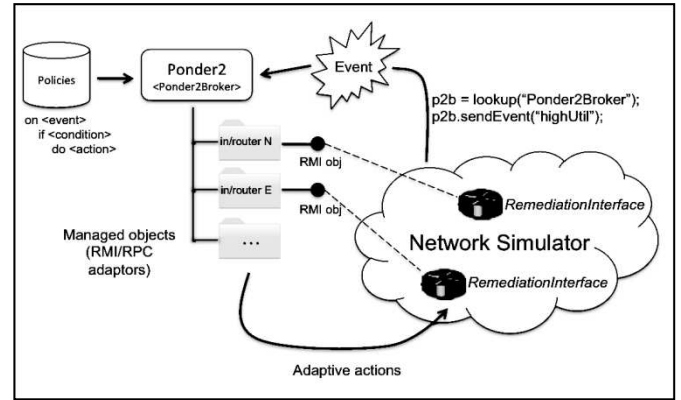 Policies
on <event>
if <condition>
do <action>
Ponder2
<Ponder2Broker>
Event
p2b = lookup(“Ponder2Broker”);
p2b.sendEvent(“highUtil”);
in/router N
RMI obj
in/router E
RMI obj
...
Managed objects
(RMI/RPC
adaptors)
RemediationInterface
Network Simulator
RemediationInterface
Adaptive actions